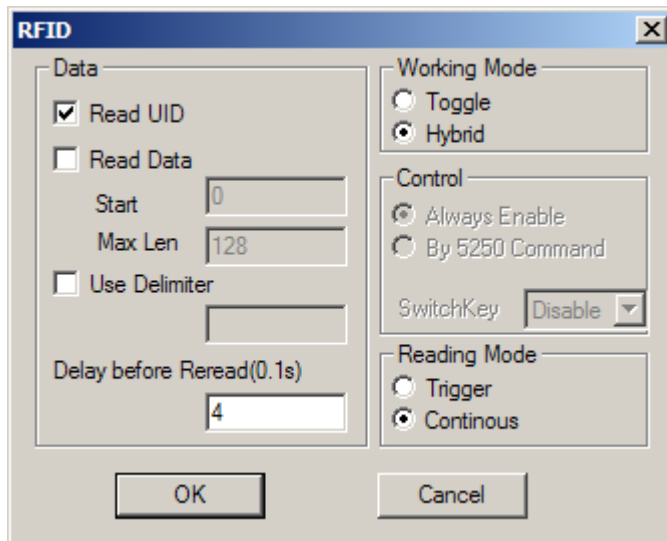 RFID
Data
Read UID
Read Data
Start 0
Max Len 128
Use Delimiter
Delay before Reread(0.1s)
4
Working Mode
Toggle
Hybrid
Control
Always Enable
By 5250 Command
SwitchKey Disable
Reading Mode
Trigger
Continous
OK
Cancel